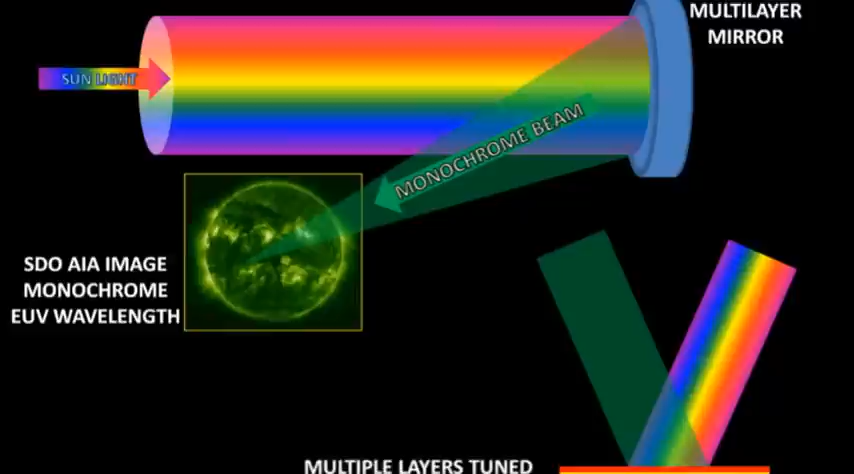 MULTILAYER
MIRROR
SUN LIGHT
MONOCHROME BEAM
SDO AIA IMAGE
MONOCHROME
EUV WAVELENGTH
MULTIPLE LAYERS TUNED